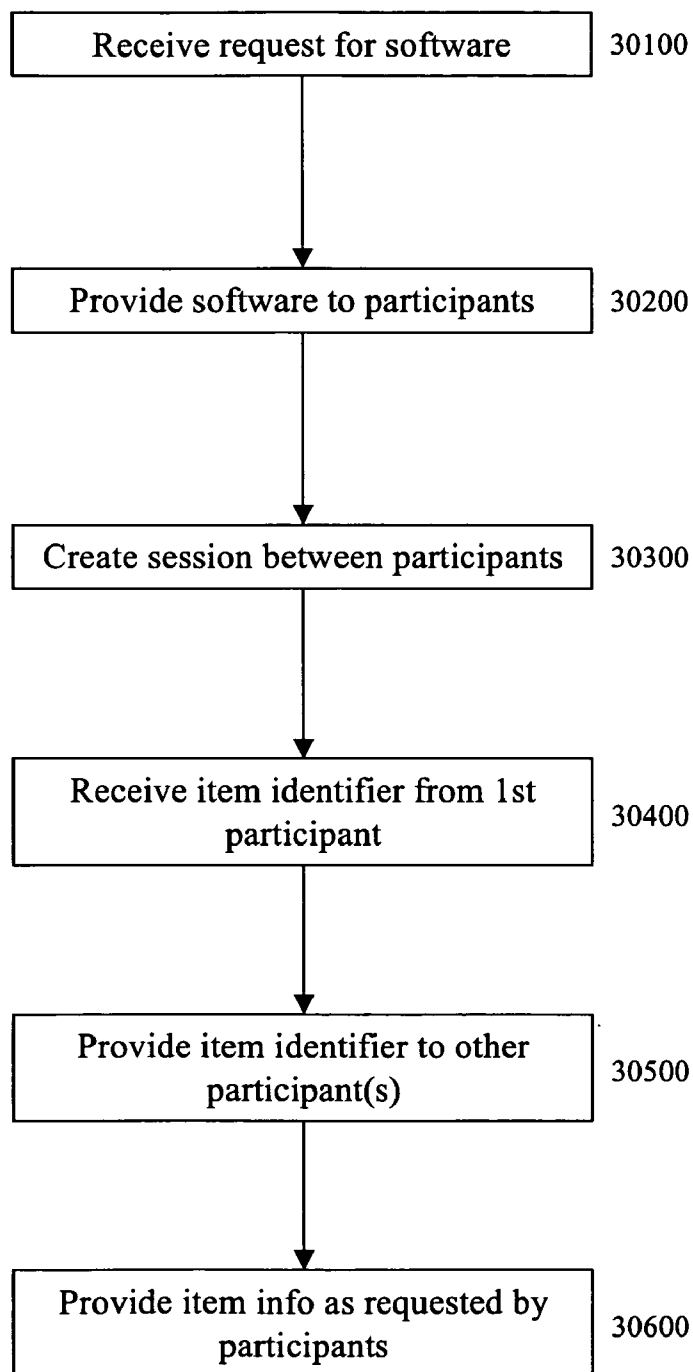 Receive request for software 30100
Provide software to participants 30200
Create session between participants 30300
Receive item identifier from 1st
participant 30400
Provide item identifier to other
participant(s) 30500
Provide item info as requested by
participants 30600